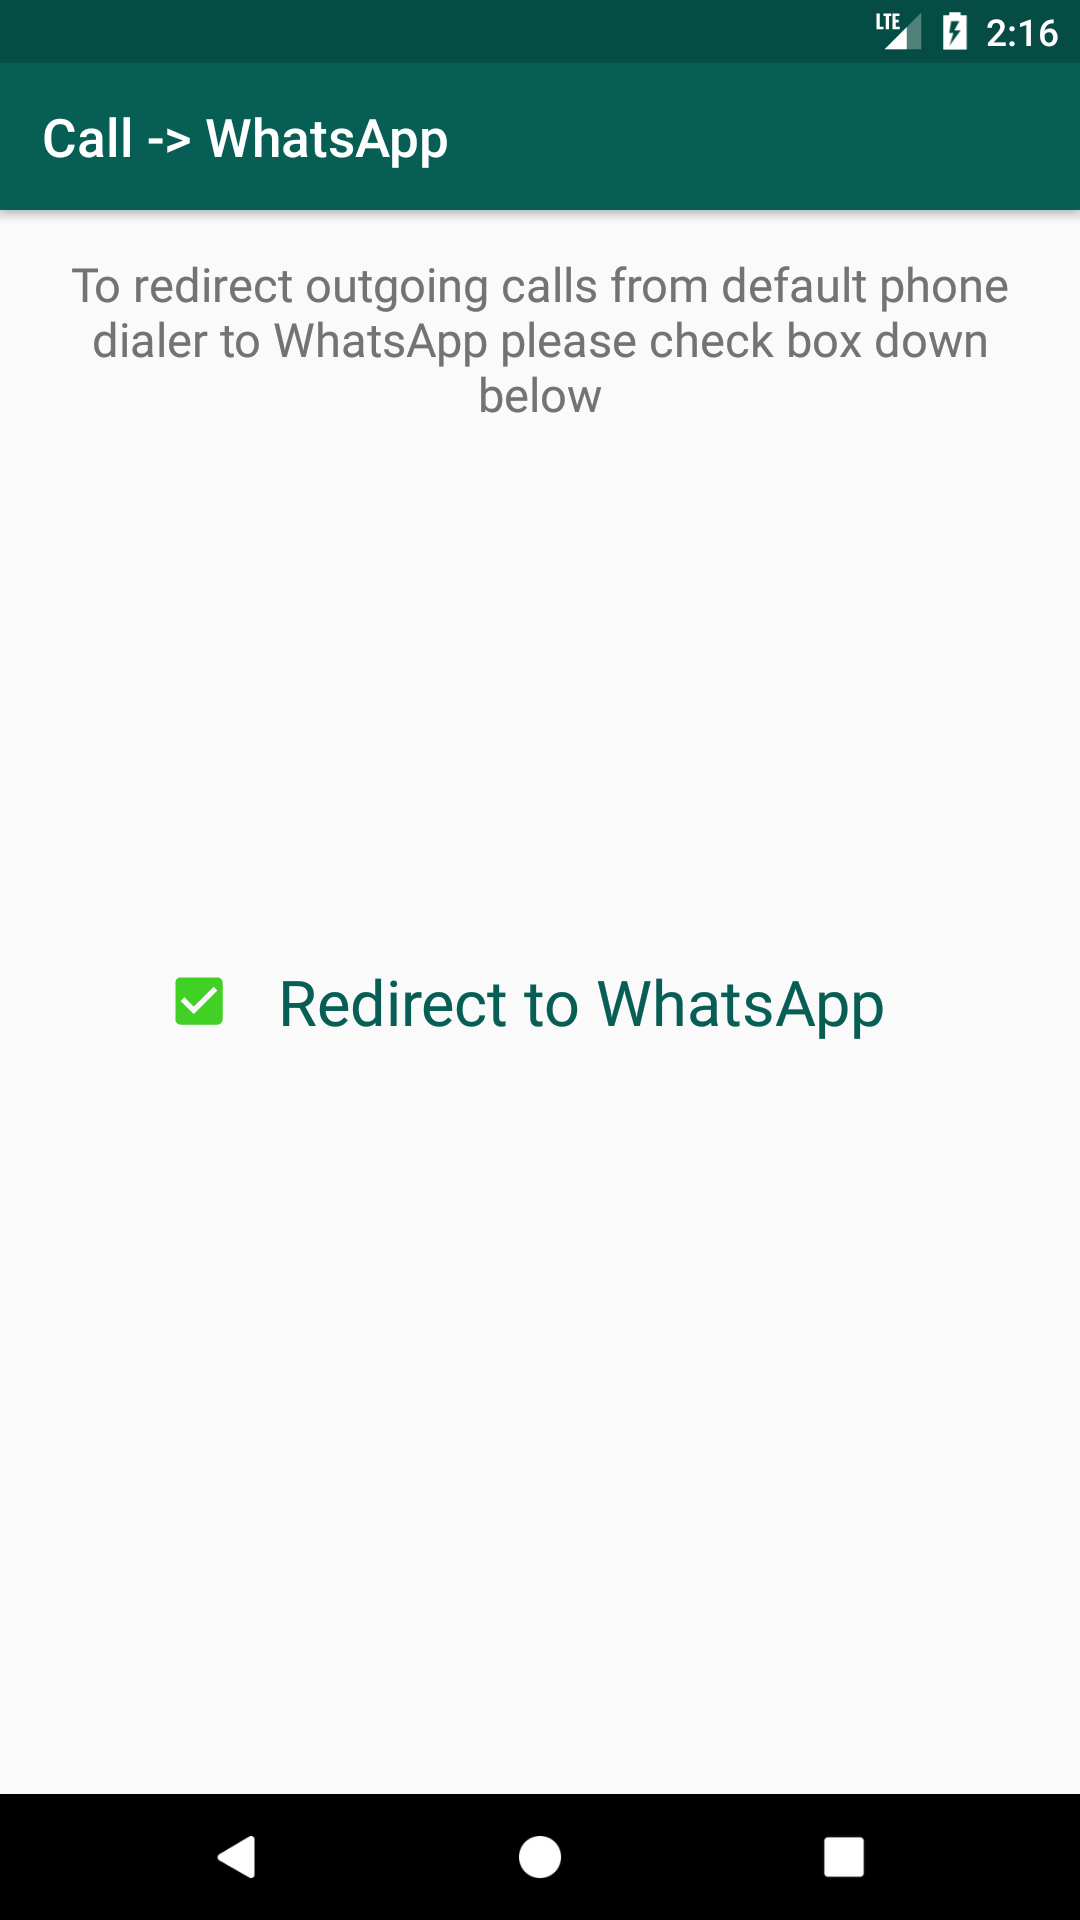 LTE 2:16
Call -> WhatsApp
To redirect outgoing calls from default phone
dialer to WhatsApp please check box down
below
Redirect to WhatsApp